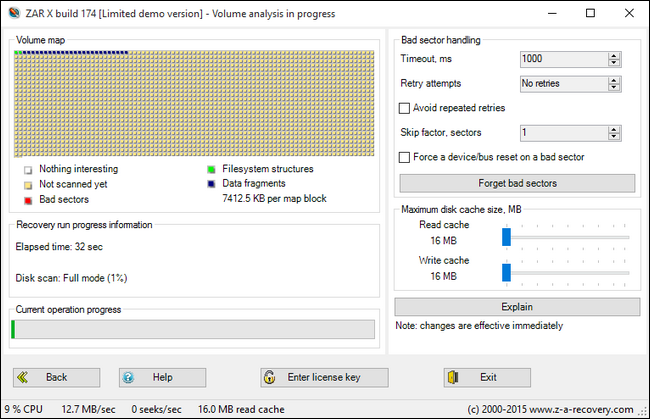 ZAR X build 174 [Limited demo version] - Volume analysis in progress
Volume map
Nothing interesting
Not scanned yet
Bad sectors
Filesystem structures
Data fragments
7412.5 KB per map block
Recovery run progress information
Elapsed time: 32 sec
Disk scan: Full mode (1%)
Current operation progress
Bad sector handling
Timeout, ms 1000
Retry attempts No retries
Avoid repeated retries
Skip factor, sectors 1
Force a device/bus reset on a bad sector
Forget bad sectors
Maximum disk cache size, MB
Read cache
16 MB
Write cache
16 MB
Explain
Note: changes are effective immediately
Back Help Enter license key Exit
9 % CPU 12.7 MB/sec 0 seeks/sec 16.0 MB read cache (c) 2000-2015 www.z-a-recovery.com